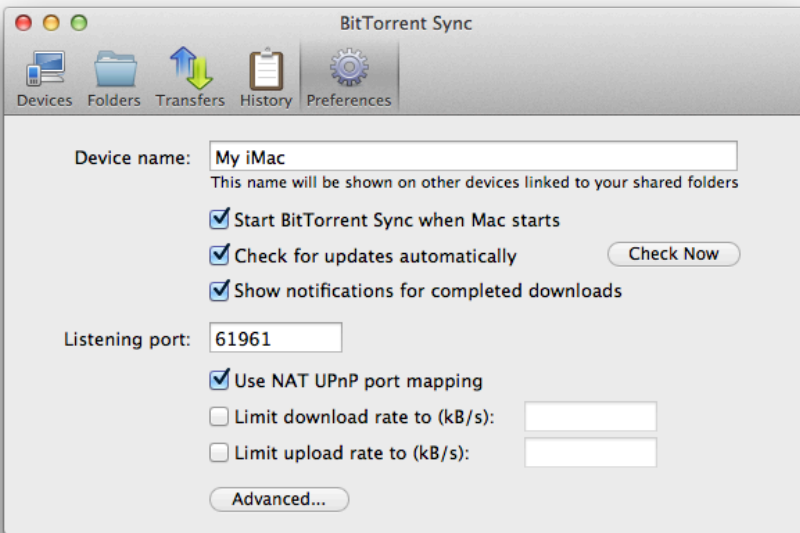 BitTorrent Sync
Devices Folders Transfers History Preferences
Device name: My iMac
This name will be shown on other devices linked to your shared folders
Start BitTorrent Sync when Mac starts
Check for updates automatically Check Now
Show notifications for completed downloads
Listening port: 61961
Use NAT UPnP port mapping
Limit download rate to (kB/s):
Limit upload rate to (kB/s):
Advanced...